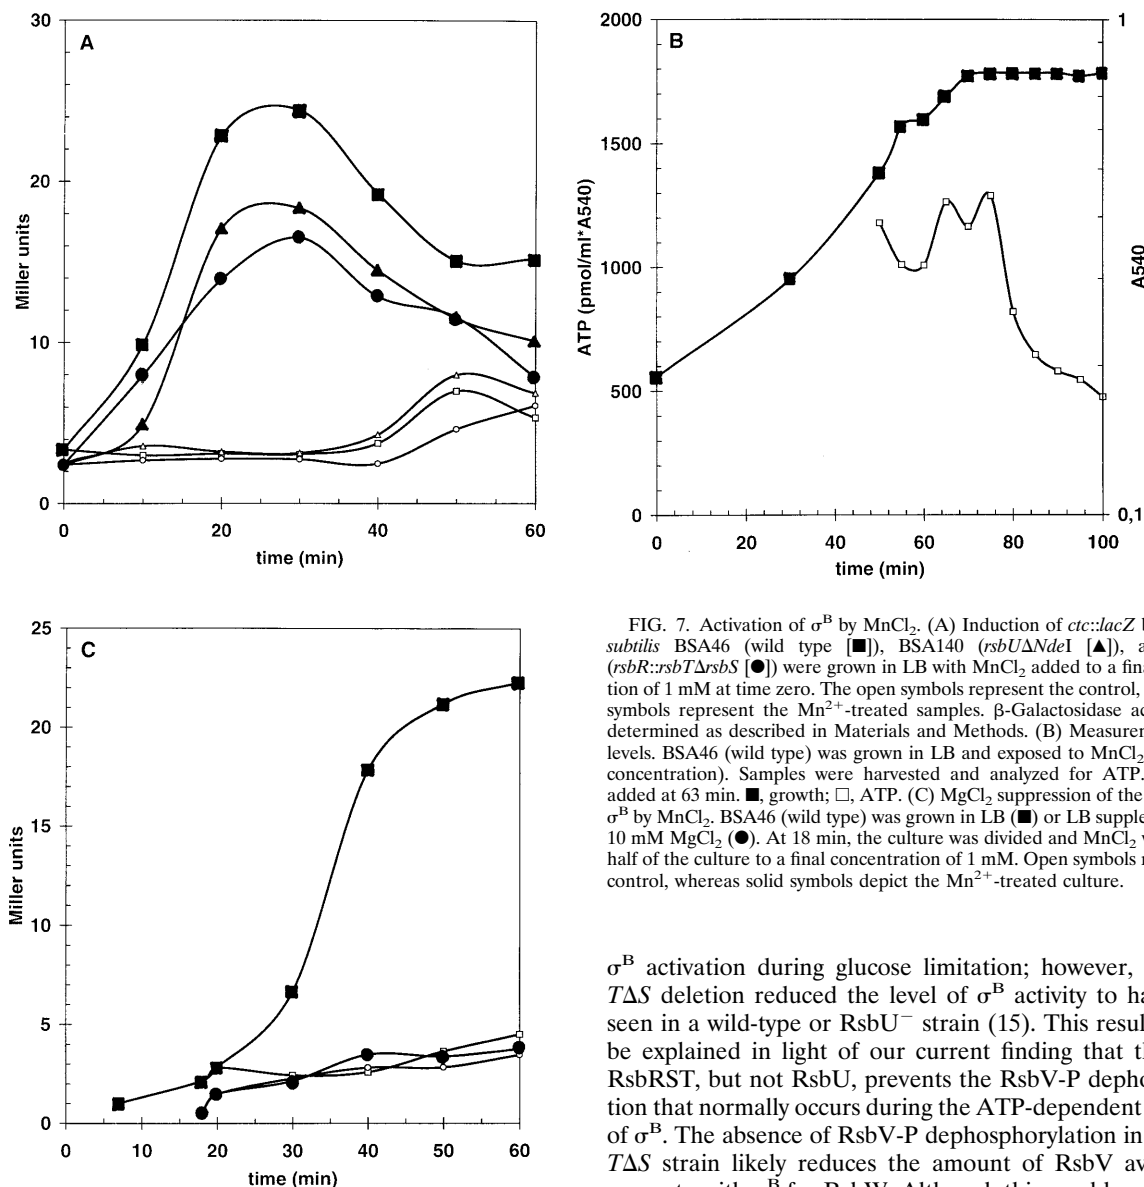 30
20
10
0
A
Miller units
0
20
40
60
time (min)
2000
1500
1000
500
0
B
ATP (pmol/ml*A540)
1
0,1
A540
0
20
40
60
80
100
time (min)
25
20
15
10
5
0
C
Miller units
0
10
20
30
40
50
60
time (min)
FIG. 7. Activation of σᴮ by MnCl₂. (A) Induction of ctc::lacZ
subtilis BSA46 (wild type [■]), BSA140 (rsbUΔNdeI [▲]),
(rsbR::rsbTΔrsbS [●]) were grown in LB with MnCl₂ added to a
tion of 1 mM at time zero. The open symbols represent the control,
symbols represent the Mn²⁺-treated samples. β-Galactosidase
determined as described in Materials and Methods. (B)
levels. BSA46 (wild type) was grown in LB and exposed to MnCl₂
concentration). Samples were harvested and analyzed for ATP.
added at 63 min. ■, growth; □, ATP. (C) MgCl₂ suppression of the
σᴮ by MnCl₂. BSA46 (wild type) was grown in LB (■) or LB
10 mM MgCl₂ (●). At 18 min, the culture was divided and MnCl₂
half of the culture to a final concentration of 1 mM. Open symbols
control, whereas solid symbols depict the Mn²⁺-treated culture.
σᴮ activation during glucose limitation; however,
TΔS deletion reduced the level of σᴮ activity to
seen in a wild-type or RsbU⁻ strain (15). This
be explained in light of our current finding that
RsbRST, but not RsbU, prevents the RsbV-P
tion that normally occurs during the ATP-dependent
of σᴮ. The absence of RsbV-P dephosphorylation in
TΔS strain likely reduces the amount of RsbV